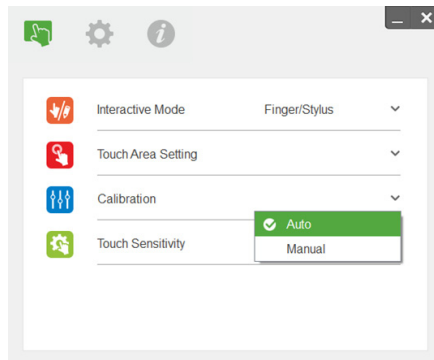 Interactive Mode Finger/Stylus
Touch Area Setting
Calibration
Auto
Touch Sensitivity
Manual